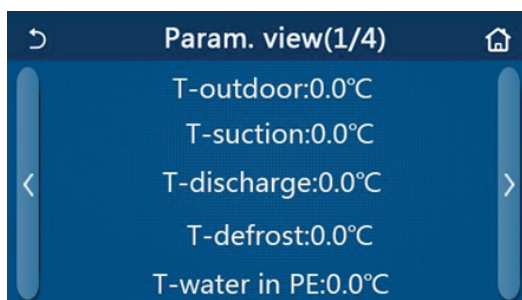 Param. view(1/4)
T-outdoor:0.0℃
T-suction:0.0℃
T-discharge:0.0℃
T-defrost:0.0℃
T-water in PE:0.0℃